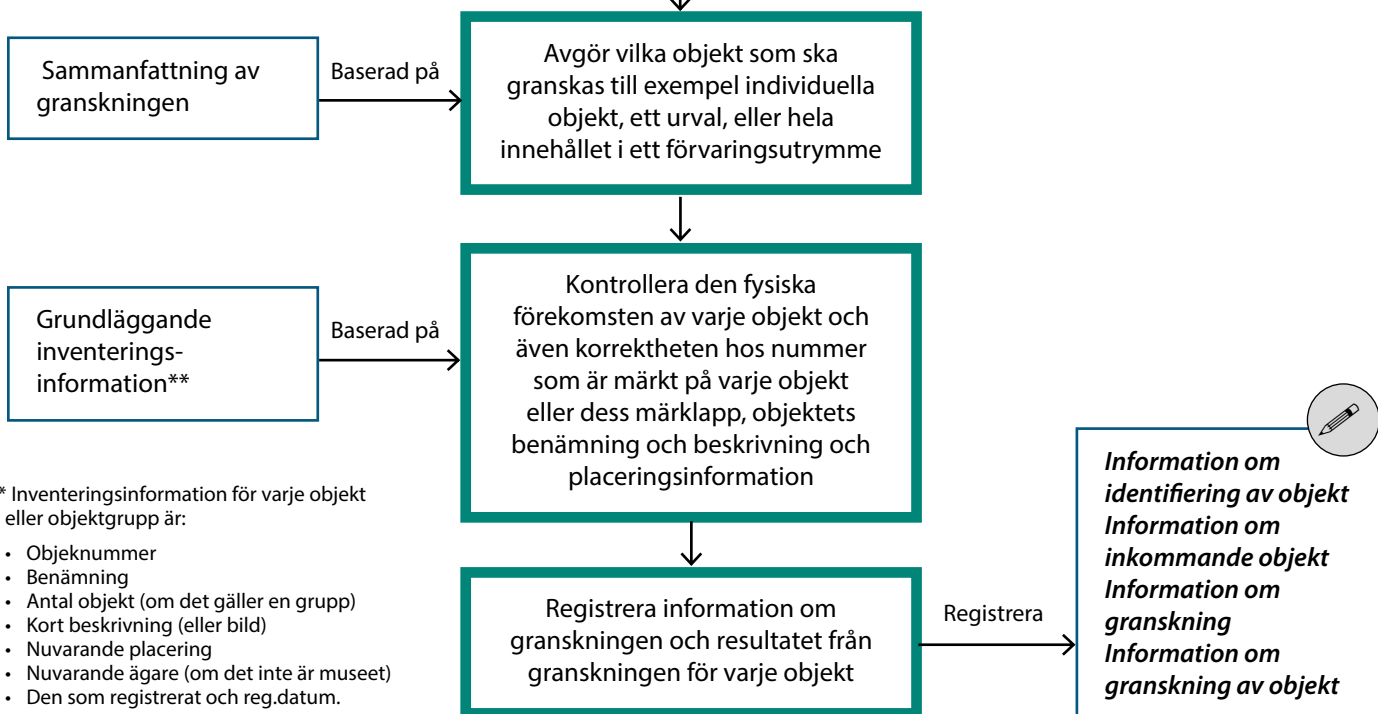 Sammanfattning av
granskningen
Baserad på
Avgör vilka objekt som ska
granskas till exempel individuella
objekt, ett urval, eller hela
innehållet i ett förvaringsutrymme
Grundläggande
inventerings-
information**
Baserad på
Kontrollera den fysiska
förekomsten av varje objekt och
även korrektheten hos nummer
som är märkt på varje objekt
eller dess märklapp, objektets
benämning och beskrivning och
placeringsinformation
* Inventeringsinformation för varje objekt
eller objektgrupp är:
• Objeknummer
• Benämning
• Antal objekt (om det gäller en grupp)
• Kort beskrivning (eller bild)
• Nuvarande placering
• Nuvarande ägare (om det inte är museet)
• Den som registrerat och reg.datum.
Registrera information om
granskningen och resultatet från
granskningen för varje objekt
Registrera
Information om
identifiering av objekt
Information om
inkommande objekt
Information om
granskning
Information om
granskning av objekt